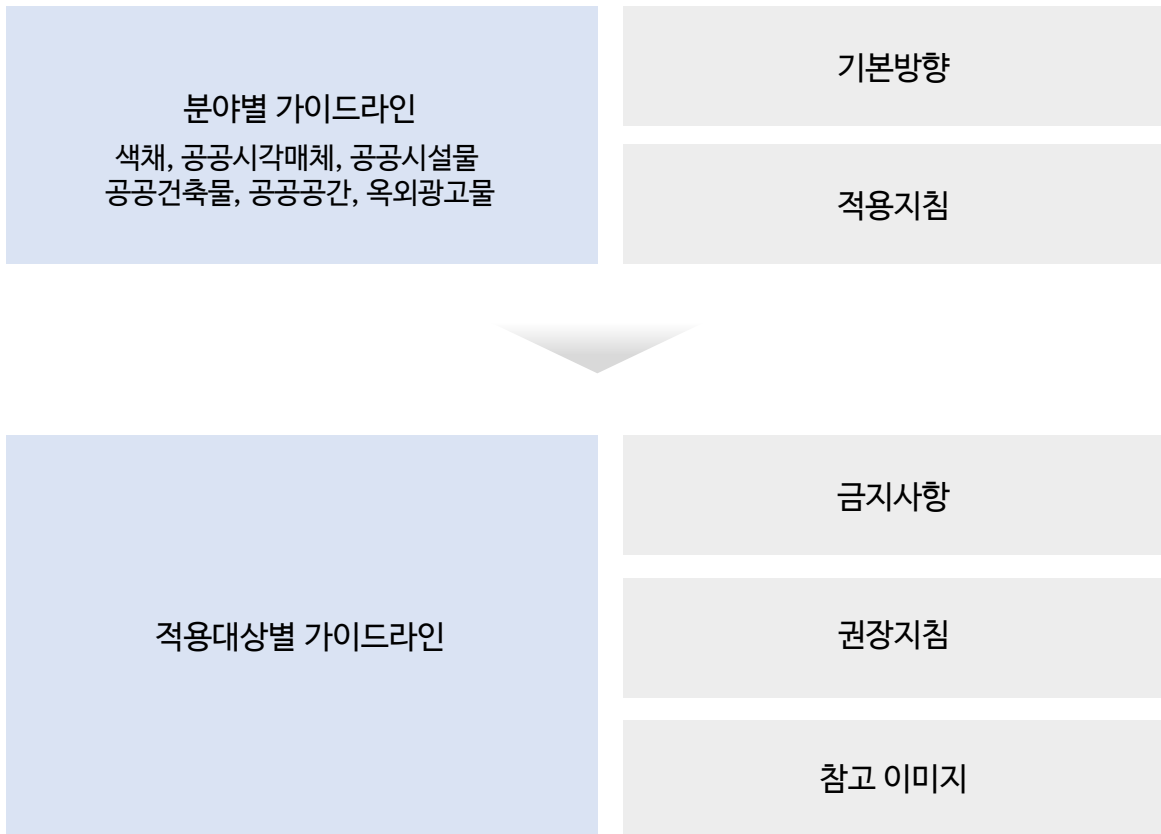 분야별 가이드라인
색채, 공공시각매체, 공공시설물
공공건축물, 공공공간, 옥외광고물
기본방향
적용지침
적용대상별 가이드라인
금지사항
권장지침
참고 이미지